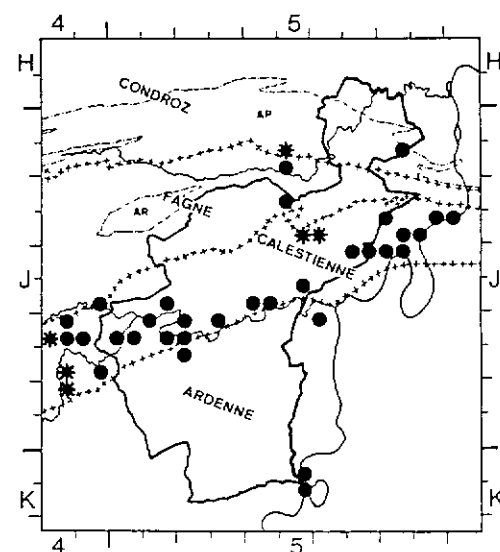 4 5
H H
CONDROZ
AP
FAGNE
AR
CALESTIENNE
J J
ARDENNE
K K
4 5